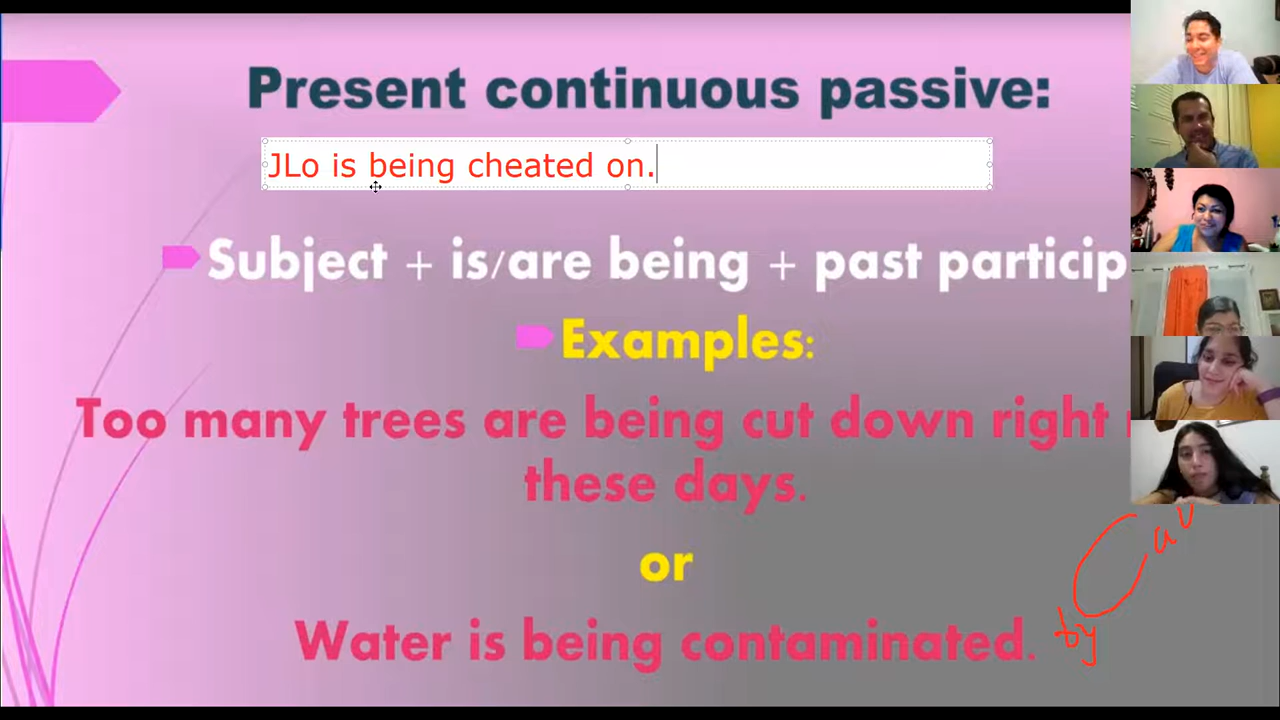 Present continuous passive:
JLo is being cheated on.
Subject + is/are being + past particip
Examples:
Too many trees are being cut down right
these days.
or
Water is being contaminated.
by